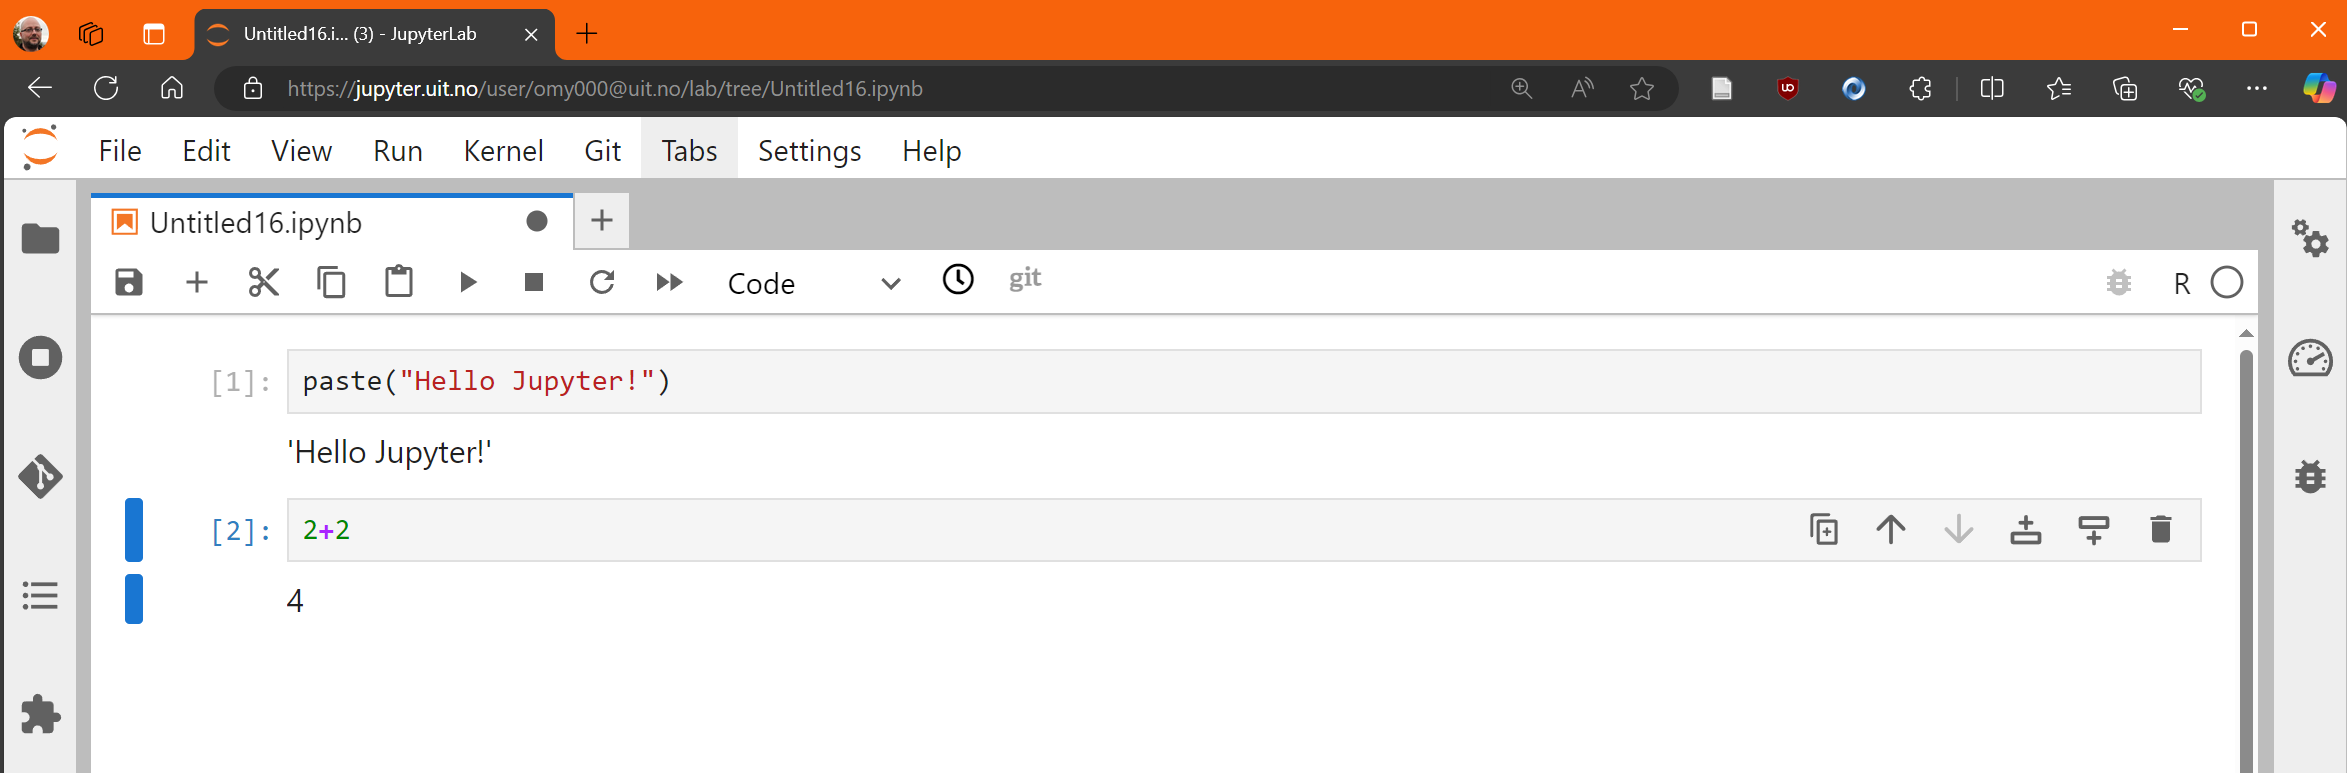 Untitled16.i... (3) - JupyterLab
https://jupyter.uit.no/user/omy000@uit.no/lab/tree/Untitled16.ipynb
File Edit View Run Kernel Git Tabs Settings Help
Untitled16.ipynb
Code git R
[1]: paste("Hello Jupyter!")
'Hello Jupyter!'
[2]: 2+2
4